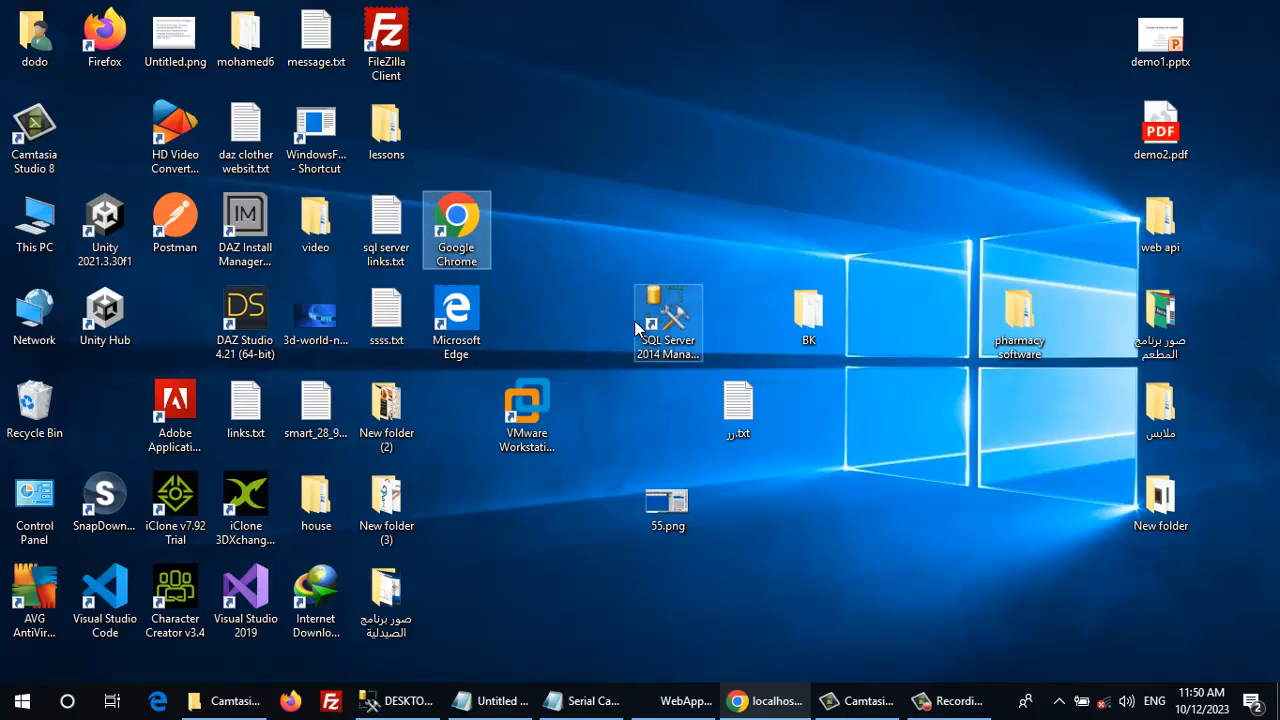 dodo
Firefox
Untitled.png
mohamed6
message.txt
FileZilla
Client
demo1.pptx
Camtasia
Studio 8
HD Video
Convert...
daz clother
websit.txt
WindowsF...
- Shortcut
lessons
PDF
demo2.pdf
This PC
Unity
2021.3.30f1
Postman
IM
DAZ Install
Manager...
video
sql server
links.txt
Google
Chrome
web api
Network
Unity Hub
DS
DAZ Studio
4.21 (64-bit)
3d-world-n...
ssss.txt
Microsoft
Edge
SQL Server
2014 Mana...
BK
pharmacy
software
صور برنامج
المطعم
Recycle Bin
Adobe
Applicati...
links.txt
smart_28_9...
New folder
(2)
VMware
Workstati...
رر.txt
ملابس
Control
Panel
SnapDown...
iClone v7.92
Trial
iClone
3DXchang...
house
New folder
(3)
55.png
New folder
AVG
AntiVir...
Visual Studio
Code
Character
Creator v3.4
Visual Studio
2019
Internet
Downlo...
صور برنامج
الصيدلية
Camtasi...
DESKTO...
Untitled ...
Serial Ca...
WebApp...
localhos...
Camtasi...
Recordi...
ENG
11:50 AM
10/12/2023
2